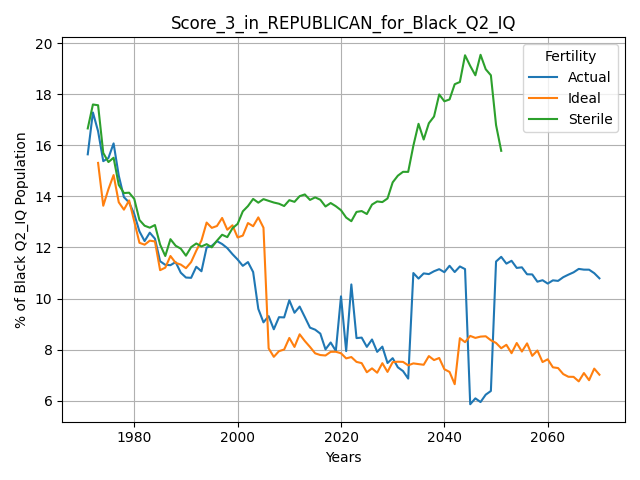 Score_3_in_REPUBLICAN_for_Black_Q2_IQ
% of Black Q2_IQ Population
20
18
16
14
12
10
8
6
Fertility
Actual
Ideal
Sterile
1980
2000
2020
2040
2060
Years